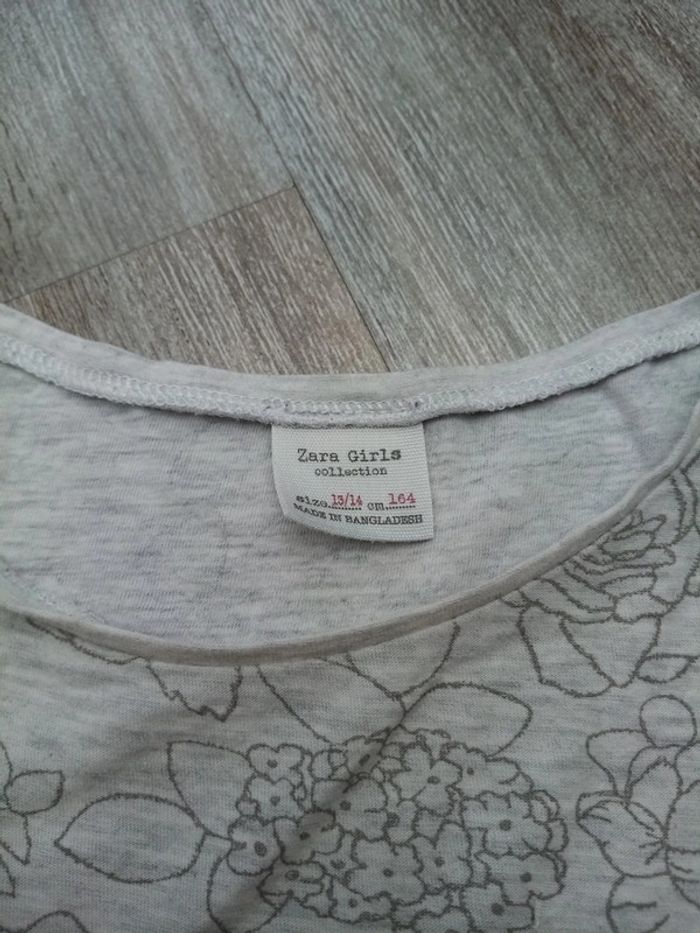 Zara Girls
collection
size 13/14 cm 164
MADE IN BANGLADESH